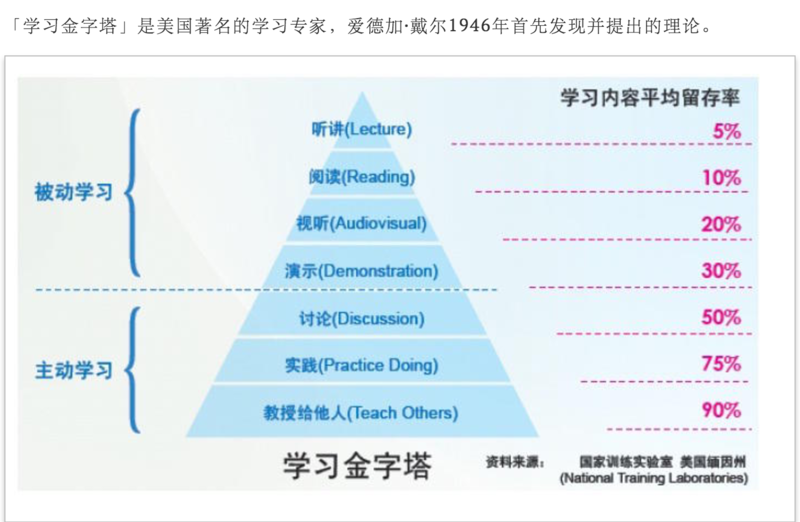 「学习金字塔」是美国著名的学习专家，爱德加·戴尔1946年首先发现并提出的理论。
学习内容平均留存率
听讲(Lecture) 5%
阅读(Reading) 10%
被动学习
视听(Audiovisual) 20%
演示(Demonstration) 30%
讨论(Discussion) 50%
实践(Practice Doing) 75%
主动学习
教授给他人(Teach Others) 90%
学习金字塔
资料来源： 国家训练实验室 美国缅因州
(National Training Laboratories)